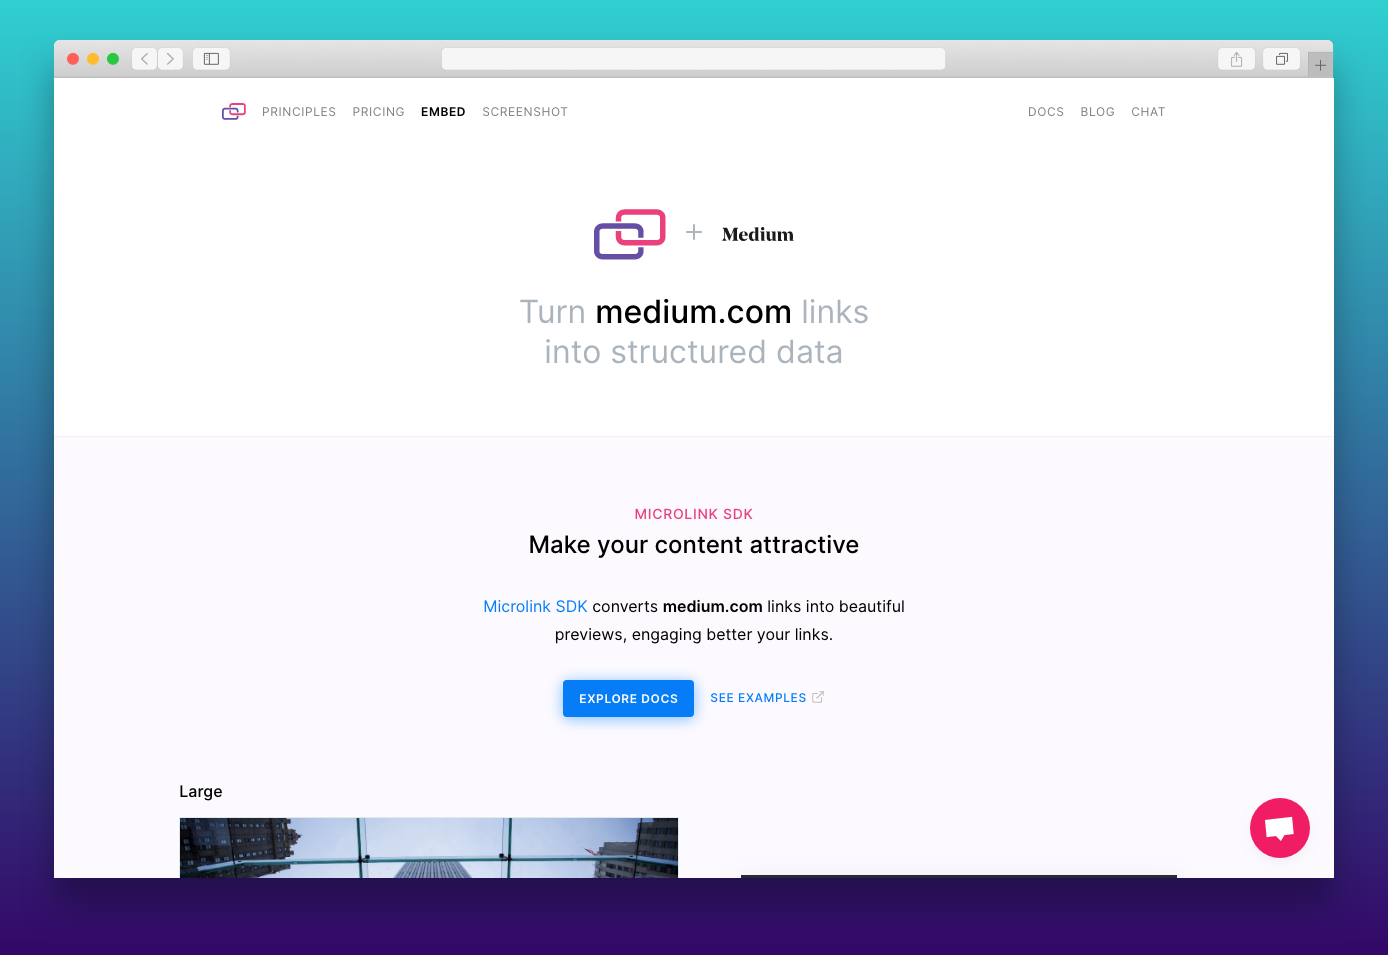 PRINCIPLES PRICING EMBED SCREENSHOT DOCS BLOG CHAT
Medium
Turn medium.com links
into structured data
MICROLINK SDK
Make your content attractive
Microlink SDK converts medium.com links into beautiful
previews, engaging better your links.
EXPLORE DOCS SEE EXAMPLES
Large